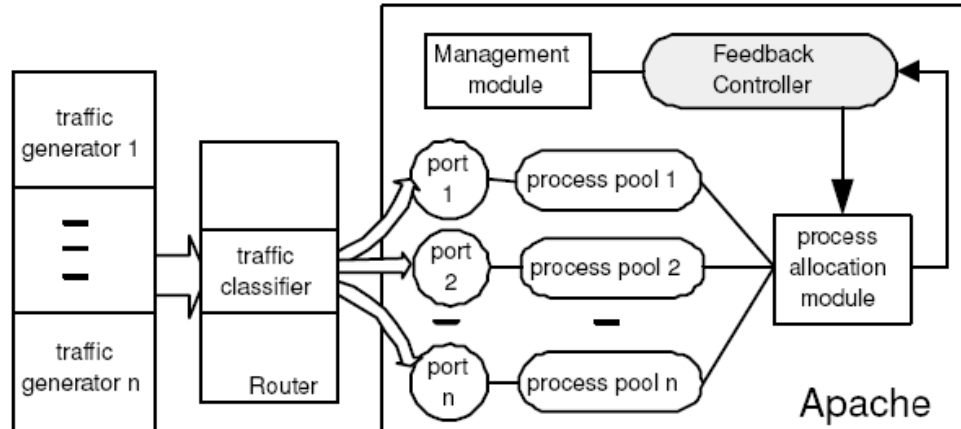 traffic
generator 1
traffic
generator n
traffic
classifier
Router
Management
module
Feedback
Controller
port
1
process pool 1
port
2
process pool 2
port
n
process pool n
process
allocation
module
Apache